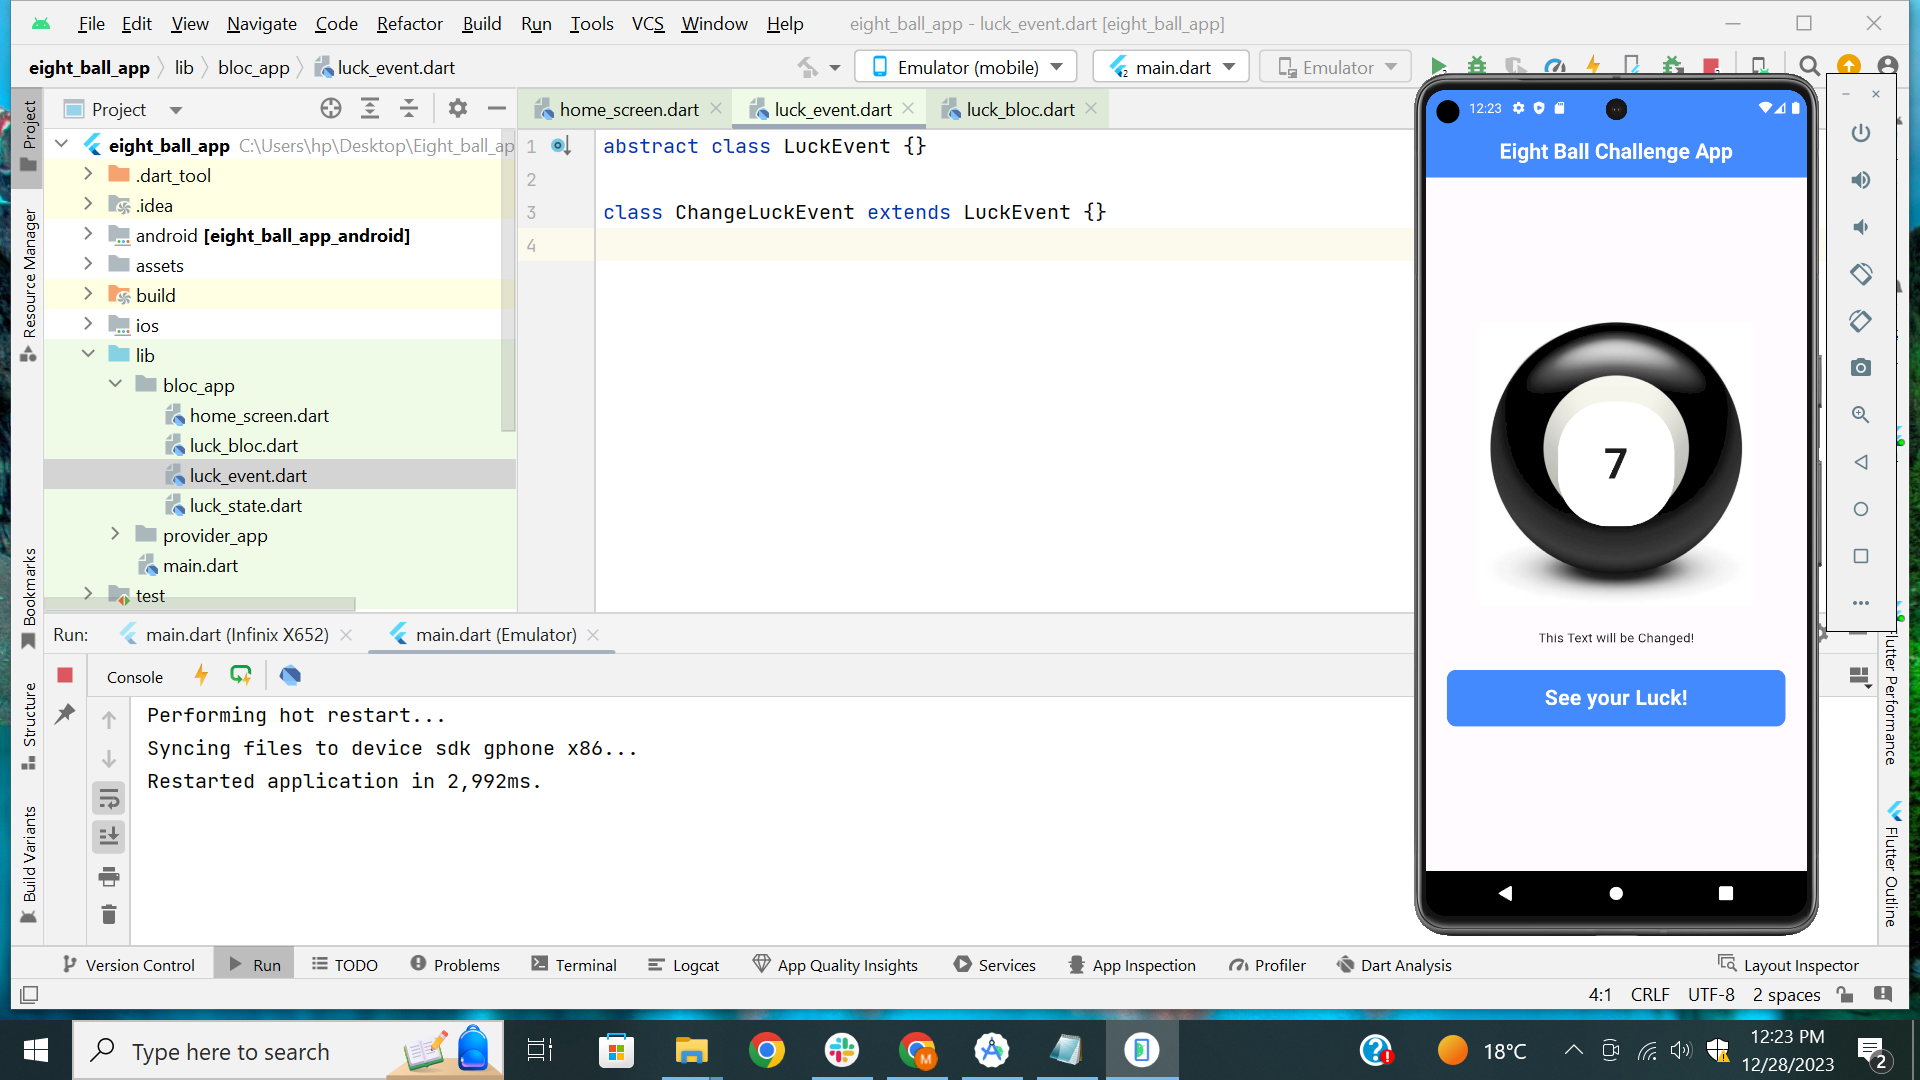 File Edit View Navigate Code Refactor Build Run Tools VCS Window Help eight_ball_app - luck_event.dart [eight_ball_app]
eight_ball_app lib bloc_app luck_event.dart Emulator (mobile) main.dart Emulator
Project
home_screen.dart luck_event.dart luck_bloc.dart
Project
Resource Manager
Bookmarks
Structure
Build Variants
eight_ball_app C:\Users\hp\Desktop\Eight_ball_ap
.dart_tool
.idea
android [eight_ball_app_android]
assets
build
ios
lib
bloc_app
home_screen.dart
luck_bloc.dart
luck_event.dart
luck_state.dart
provider_app
main.dart
test
1 abstract class LuckEvent {}
2
3 class ChangeLuckEvent extends LuckEvent {}
4
12:23
Eight Ball Challenge App
7
This Text will be Changed!
See your Luck!
Flutter Performance
Flutter Outline
Run: main.dart (Infinix X652) main.dart (Emulator)
Console
Performing hot restart...
Syncing files to device sdk gphone x86...
Restarted application in 2,992ms.
Version Control Run TODO Problems Terminal Logcat App Quality Insights Services App Inspection Profiler Dart Analysis Layout Inspector
4:1 CRLF UTF-8 2 spaces
Type here to search
M
18°C
12:23 PM
12/28/2023
2